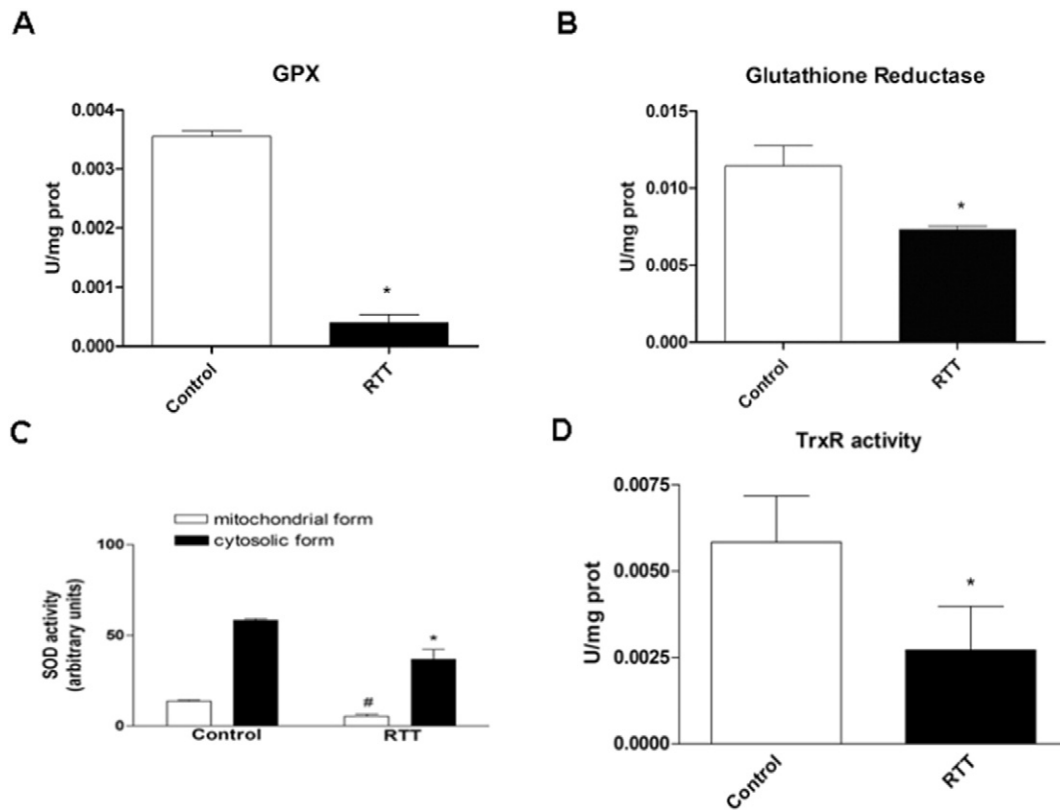 A
GPX
0.004
0.003
0.002
0.001
0.000
U/mg prot
*
Control
RTT
B
Glutathione Reductase
0.015
0.010
0.005
0.000
U/mg prot
*
Control
RTT
C
mitochondrial form
cytosolic form
100
50
0
SOD activity
(arbitrary units)
#
*
Control
RTT
D
TrxR activity
0.0075
0.0050
0.0025
0.0000
U/mg prot
*
Control
RTT